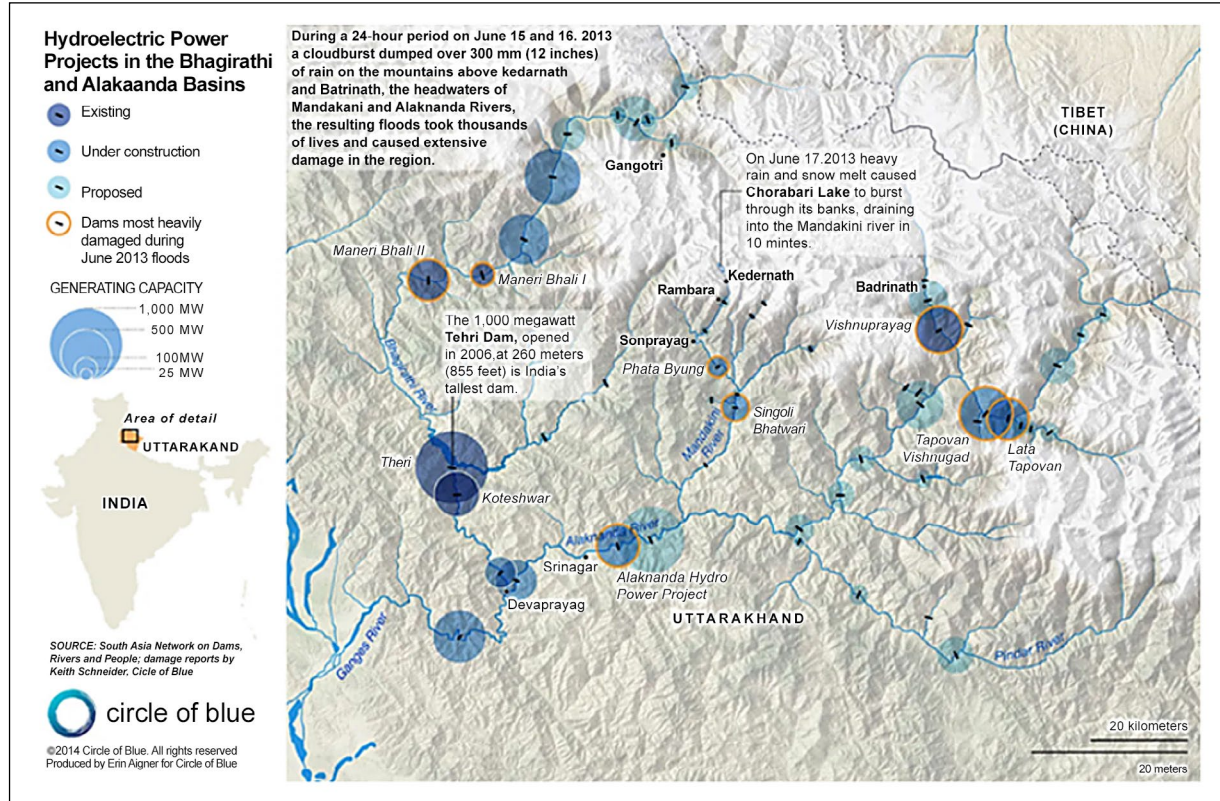 Hydroelectric Power
Projects in the Bhagirathi
and Alakaanda Basins
Existing
Under construction
Proposed
Dams most heavily
damaged during
June 2013 floods
GENERATING CAPACITY
1,000 MW
500 MW
100MW
25 MW
Area of detail
UTTARAKAND
INDIA
SOURCE: South Asia Network on Dams,
Rivers and People; damage reports by
Keith Schneider, Cicle of Blue
circle of blue
©2014 Circle of Blue. All rights reserved
Produced by Erin Aigner for Circle of Blue
During a 24-hour period on June 15 and 16. 2013
a cloudburst dumped over 300 mm (12 inches)
of rain on the mountains above kedarnath
and Batrinath, the headwaters of
Mandakani and Alaknanda Rivers,
the resulting floods took thousands
of lives and caused extensive
damage in the region.
Gangotri
TIBET
(CHINA)
On June 17.2013 heavy
rain and snow melt caused
Chorabari Lake to burst
through its banks, draining
into the Mandakini river in
10 mintes.
Maneri Bhali II
Maneri Bhali I
Kedernath
Rambara
Badrinath
Vishnuprayag
The 1,000 megawatt
Tehri Dam, opened
in 2006,at 260 meters
(855 feet) is India's
tallest dam.
Sonprayag
Phata Byung
Bhagirathi River
Singoli
Bhatwari
Mandakini
River
Tapovan
Vishnugad
Lata
Tapovan
Theri
Koteshwar
Alaknanda River
Srinagar
Alaknanda Hydro
Power Project
Devaprayag
UTTARAKHAND
Ganges River
Pindar River
20 kilometers
20 meters